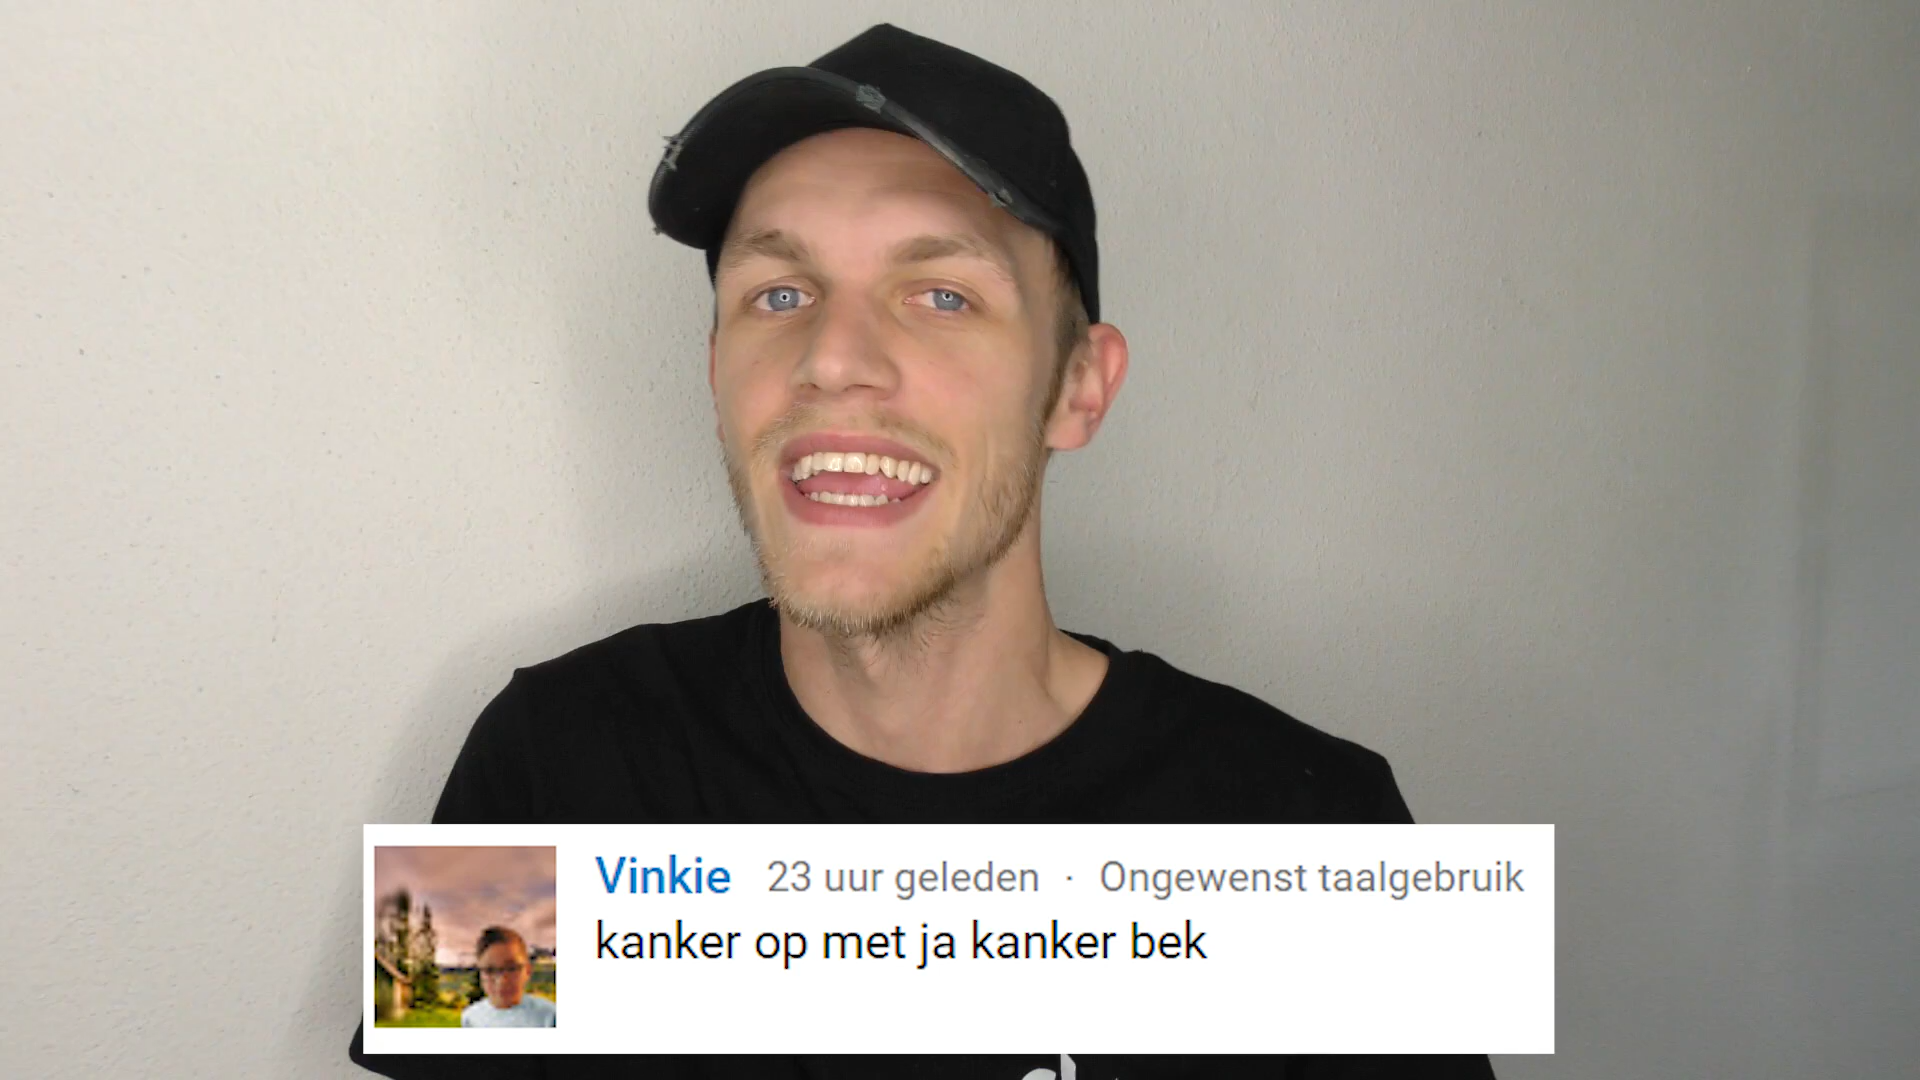 Vinkie 23 uur geleden · Ongewenst taalgebruik
kanker op met ja kanker bek